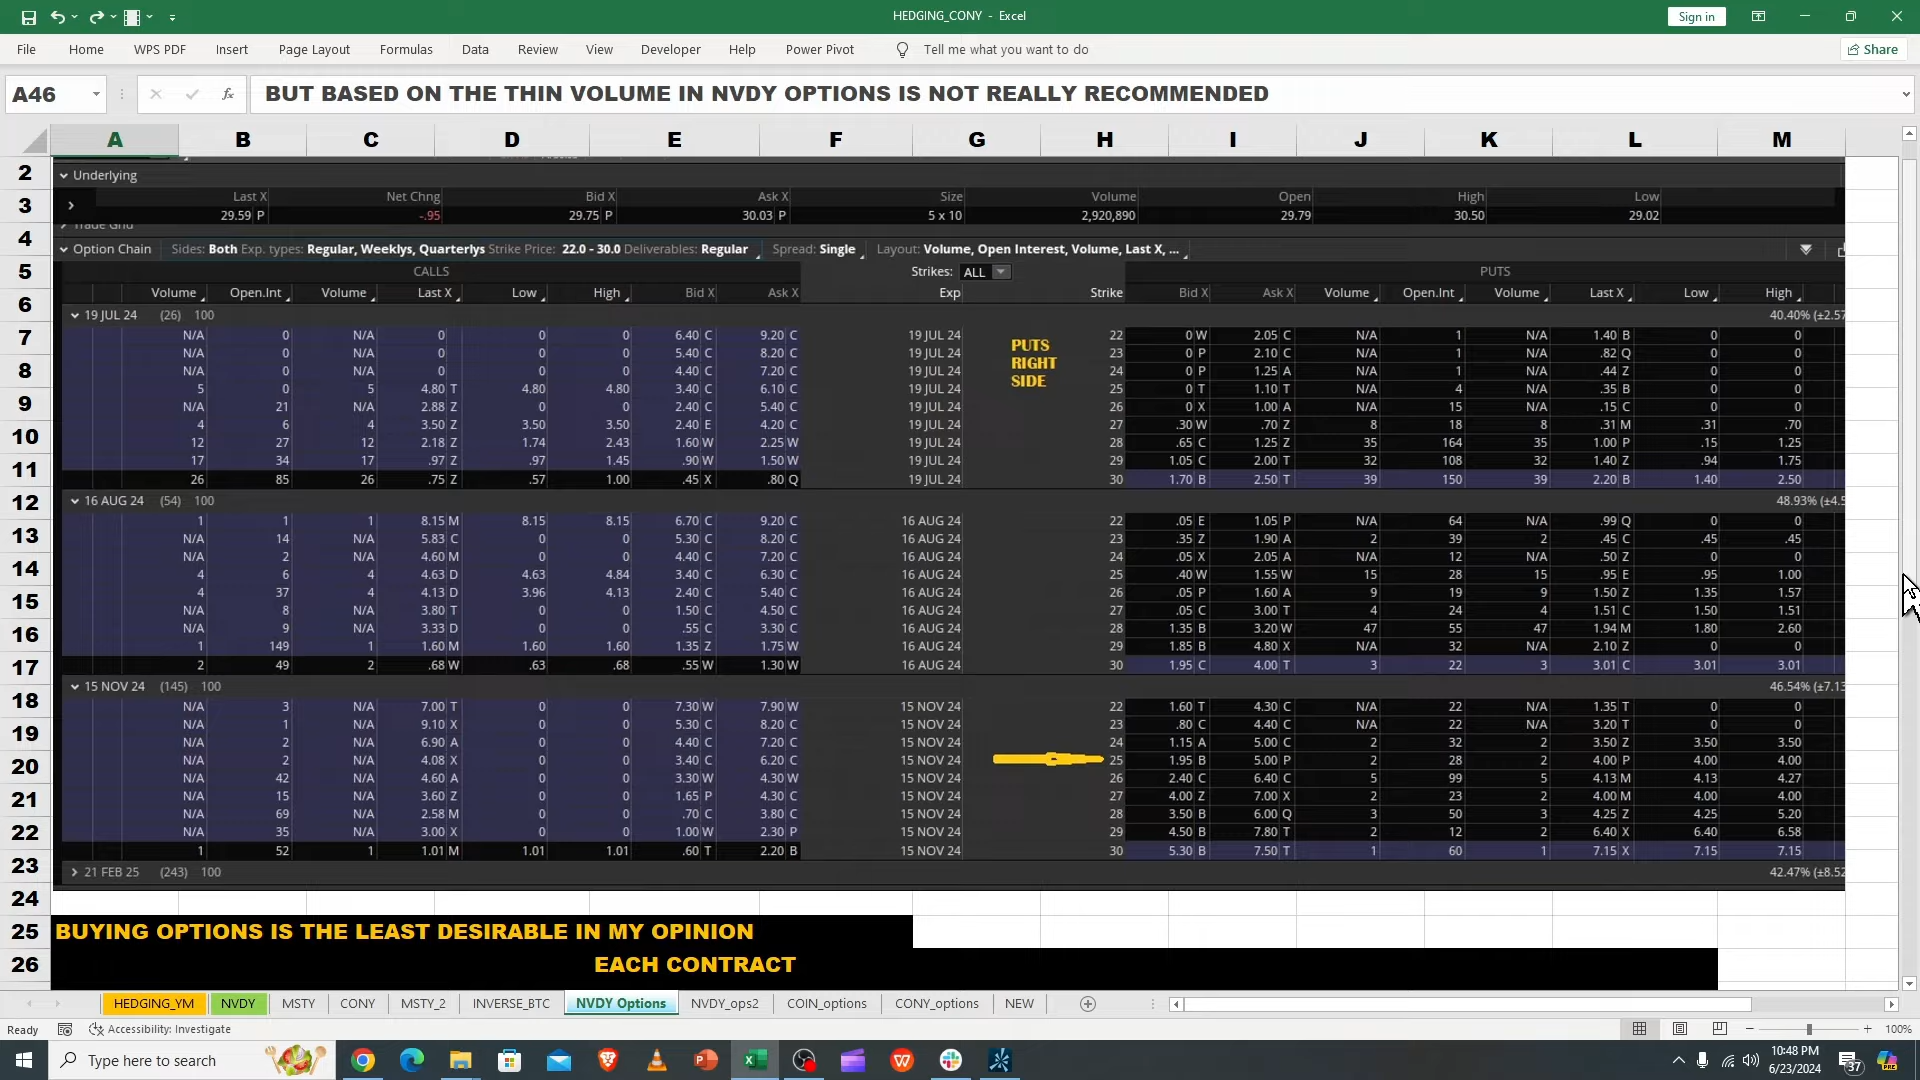 HEDGING_CONY - Excel
Sign in
File Home WPS PDF Insert Page Layout Formulas Data Review View Developer Help Power Pivot Tell me what you want to do Share
A46 fx BUT BASED ON THE THIN VOLUME IN NVDY OPTIONS IS NOT REALLY RECOMMENDED
A B C D E F G H I J K L M
2 Underlying
Last X Net Chng Bid X Ask X Size Volume Open High Low
3 29.59 P -.95 29.75 P 30.03 P 5 x 10 2,920,890 29.79 30.50 29.02
4 Option Chain Sides: Both Exp. types: Regular, Weeklys, Quarterlys Strike Price: 22.0 - 30.0 Deliverables: Regular Spread: Single Layout: Volume, Open Interest, Volume, Last X, ...
5 CALLS Strikes: ALL PUTS
6 Volume Open.Int Volume Last X Low High Bid X Ask X Exp Strike Bid X Ask X Volume Open.Int Volume Last X Low High
19 JUL 24 (26) 100 40.40% (±2.57
7 N/A 0 N/A 0 0 0 6.40 C 9.20 C 19 JUL 24 22 0 W 2.05 C N/A 1 N/A 1.40 B 0 0
N/A 0 N/A 0 0 0 5.40 C 8.20 C 19 JUL 24 23 0 P 2.10 C N/A 1 N/A .82 Q 0 0
8 N/A 0 N/A 0 0 0 4.40 C 7.20 C 19 JUL 24 24 0 P 1.25 A N/A 1 N/A .44 Z 0 0
5 0 5 4.80 T 4.80 4.80 3.40 C 6.10 C 19 JUL 24 25 0 T 1.10 T N/A 4 N/A .35 B 0 0
PUTS
RIGHT
SIDE
9 N/A 21 N/A 2.88 Z 0 0 2.40 C 5.40 C 19 JUL 24 26 0 X 1.00 A N/A 15 N/A .15 C 0 0
4 6 4 3.50 Z 3.50 3.50 2.40 E 4.20 C 19 JUL 24 27 .30 W .70 Z 8 18 8 .31 M .31 .70
10 12 27 12 2.18 Z 1.74 2.43 1.60 W 2.25 W 19 JUL 24 28 .65 C 1.25 Z 35 164 35 1.00 P .15 1.25
11 17 34 17 .97 Z .97 1.45 .90 W 1.50 W 19 JUL 24 29 1.05 C 2.00 T 32 108 32 1.40 Z .94 1.75
26 85 26 .75 Z .57 1.00 .45 X .80 Q 19 JUL 24 30 1.70 B 2.50 T 39 150 39 2.20 B 1.40 2.50
12 16 AUG 24 (54) 100 48.93% (±4.5
1 1 1 8.15 M 8.15 8.15 6.70 C 9.20 C 16 AUG 24 22 .05 E 1.05 P N/A 64 N/A .99 Q 0 0
13 N/A 14 N/A 5.83 C 0 0 5.30 C 8.20 C 16 AUG 24 23 .35 Z 1.90 A 2 39 2 .45 C .45 .45
N/A 2 N/A 4.60 M 0 0 4.40 C 7.20 C 16 AUG 24 24 .05 X 2.05 A N/A 12 N/A .50 Z 0 0
14 4 6 4 4.63 D 4.63 4.84 3.40 C 6.30 C 16 AUG 24 25 .40 W 1.55 W 15 28 15 .95 E .95 1.00
15 4 37 4 4.13 D 3.96 4.13 2.40 C 5.40 C 16 AUG 24 26 .05 P 1.60 A 9 19 9 1.50 Z 1.35 1.57
N/A 8 N/A 3.80 T 0 0 1.50 C 4.50 C 16 AUG 24 27 .05 C 3.00 T 4 24 4 1.51 C 1.50 1.51
16 N/A 9 N/A 3.33 D 0 0 .55 C 3.30 C 16 AUG 24 28 1.35 B 3.20 W 47 55 47 1.94 M 1.80 2.60
1 149 1 1.60 M 1.60 1.60 1.35 Z 1.75 W 16 AUG 24 29 1.85 B 4.80 X N/A 32 N/A 2.10 Z 0 0
17 2 49 2 .68 W .63 .68 .55 W 1.30 W 16 AUG 24 30 1.95 C 4.00 T 3 22 3 3.01 C 3.01 3.01
15 NOV 24 (145) 100 46.54% (±7.13
18 N/A 3 N/A 7.00 T 0 0 7.30 W 7.90 W 15 NOV 24 22 1.60 T 4.30 C N/A 22 N/A 1.35 T 0 0
19 N/A 1 N/A 9.10 X 0 0 5.30 C 8.20 C 15 NOV 24 23 .80 C 4.40 C N/A 22 N/A 3.20 T 0 0
N/A 2 N/A 6.90 A 0 0 4.40 C 7.20 C 15 NOV 24 24 1.15 A 5.00 C 2 32 2 3.50 Z 3.50 3.50
20 N/A 2 N/A 4.08 X 0 0 3.40 C 6.20 C 15 NOV 24 25 1.95 B 5.00 P 2 28 2 4.00 P 4.00 4.00
N/A 42 N/A 4.60 A 0 0 3.30 W 4.30 W 15 NOV 24 26 2.40 C 6.40 C 5 99 5 4.13 M 4.13 4.27
21 N/A 15 N/A 3.60 Z 0 0 1.65 P 4.30 C 15 NOV 24 27 4.00 Z 7.00 X 2 23 2 4.00 M 4.00 4.00
N/A 69 N/A 2.58 M 0 0 .70 C 3.80 C 15 NOV 24 28 3.50 B 6.00 Q 3 50 3 4.25 Z 4.25 5.20
22 N/A 35 N/A 3.00 X 0 0 1.00 W 2.30 P 15 NOV 24 29 4.50 B 7.80 T 2 12 2 6.40 X 6.40 6.58
1 52 1 1.01 M 1.01 1.01 .60 T 2.20 B 15 NOV 24 30 5.30 B 7.50 T 1 60 1 7.15 X 7.15 7.15
23 21 FEB 25 (243) 100 42.47% (±8.52
24
25 BUYING OPTIONS IS THE LEAST DESIRABLE IN MY OPINION
26 EACH CONTRACT
HEDGING_YM NVDY MSTY CONY MSTY_2 INVERSE_BTC NVDY Options NVDY_ops2 COIN_options CONY_options NEW
Ready Accessibility: Investigate 100%
Type here to search
10:48 PM
6/23/2024
37